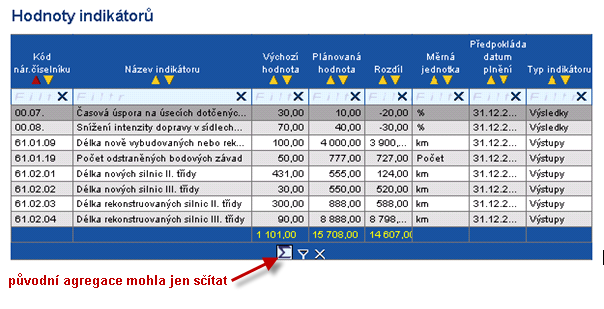 Hodnoty indikátorů
Kód nár.číselníku Název indikátoru Výchozí hodnota Plánovaná hodnota Rozdíl Měrná jednotka Předpokláda datum plnění Typ indikátoru
Filtr Filtr Filtr Filtr Filtr
00.07. Časová úspora na úsecích dotčenýc... 30,00 10,00 -20,00 % 31.12.2... Výsledky
00.08. Snížení intenzity dopravy v sídlech... 70,00 40,00 -30,00 % 31.12.2... Výsledky
61.01.09 Délka nově vybudovaných nebo rek... 100,00 4 000,00 3 900,... km 31.12.2... Výstupy
61.01.19 Počet odstraněných bodových závad 50,00 777,00 727,00 Počet 31.12.2... Výstupy
61.02.01 Délka nových silnic II. třídy 431,00 555,00 124,00 km 31.12.2... Výstupy
61.02.02 Délka nových silnic III. třídy 30,00 550,00 520,00 km 31.12.2... Výstupy
61.02.03 Délka rekonstruovaných silnic II. třídy 300,00 888,00 588,00 km 31.12.2... Výstupy
61.02.04 Délka rekonstruovaných silnic III. třídy 90,00 8 888,00 8 798,... km 31.12.2... Výstupy
1 101,00 15 708,00 14 607,00
Σ
původní agregace mohla jen sčítat